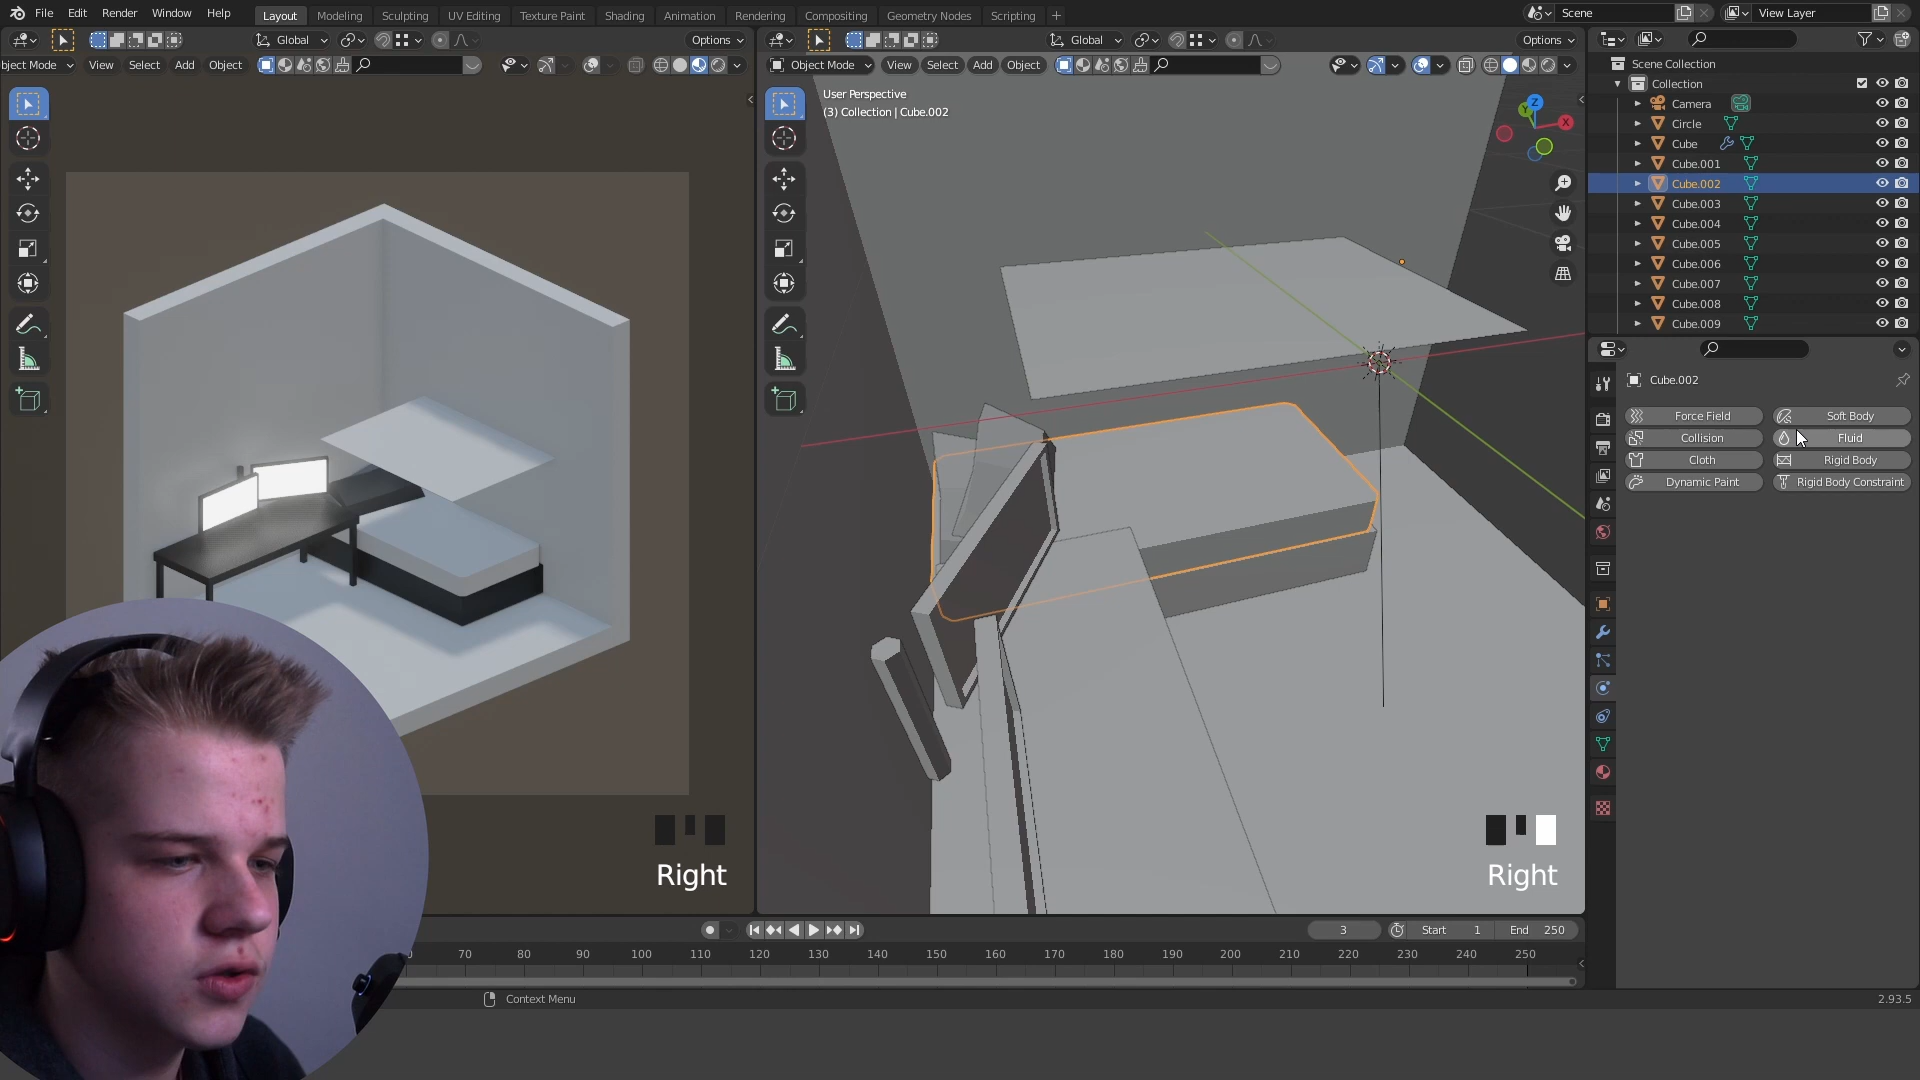 File Edit Render Window Help Layout Modeling Sculpting UV Editing Texture Paint Shading Animation Rendering Compositing Geometry Nodes Scripting Scene View Layer
Global Options Global Options
bject Mode View Select Add Object Object Mode View Select Add Object
User Perspective
(3) Collection | Cube.002
Z
X
Y
Scene Collection
Collection
Camera
Circle
Cube
Cube.001
Cube.002
Cube.003
Cube.004
Cube.005
Cube.006
Cube.007
Cube.008
Cube.009
Cube.002
Force Field Soft Body
Collision Fluid
Cloth Rigid Body
Dynamic Paint Rigid Body Constraint
Right Right
3 Start 1 End 250
70 80 90 100 110 120 130 140 150 160 170 180 190 200 210 220 230 240 250
Context Menu 2.93.5